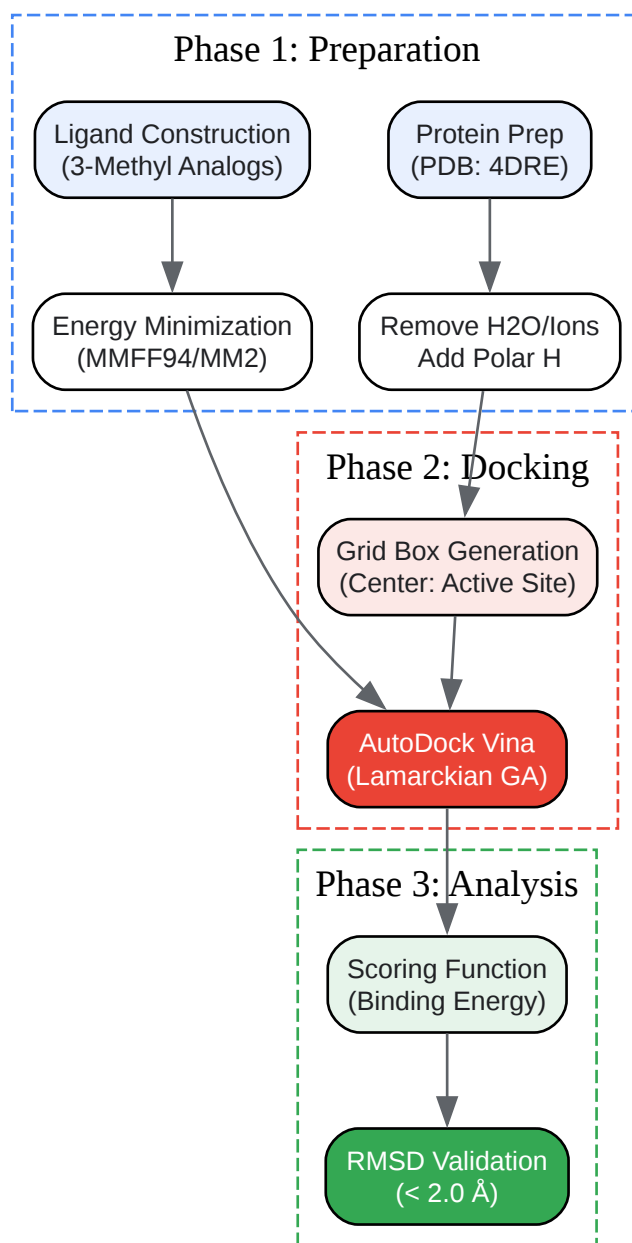 Phase 1: Preparation
Ligand Construction
(3-Methyl Analogs)
Protein Prep
(PDB: 4DRE)
Energy Minimization
(MMFF94/MM2)
Remove H2O/Ions
Add Polar H
Phase 2: Docking
Grid Box Generation
(Center: Active Site)
AutoDock Vina
(Lamarckian GA)
Phase 3: Analysis
Scoring Function
(Binding Energy)
RMSD Validation
(< 2.0 Å)